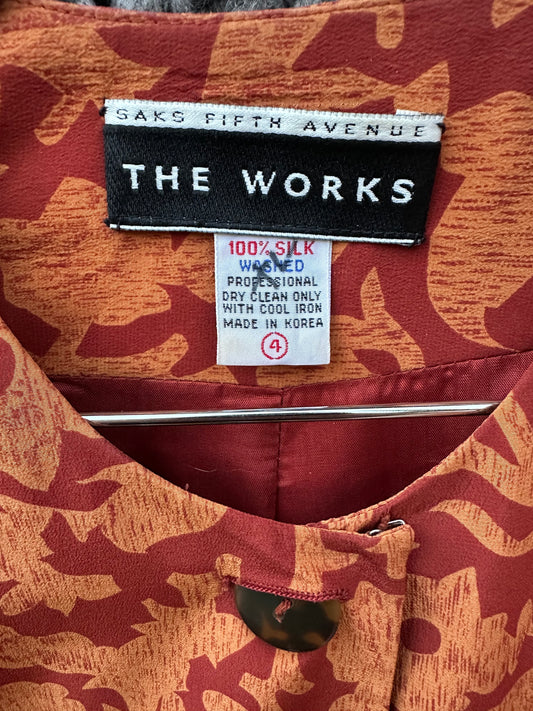 SAKS FIFTH AVENUE
THE WORKS
100% SILK
WASHED
PROFESSIONAL
DRY CLEAN ONLY
WITH COOL IRON
MADE IN KOREA
4